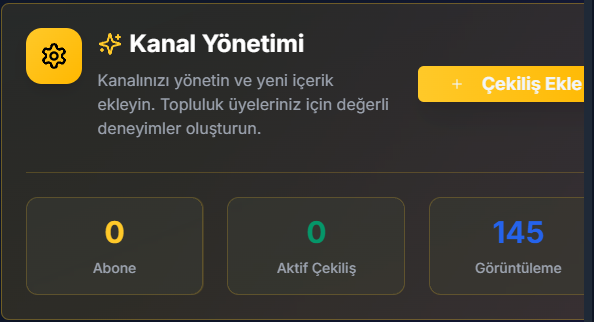 Kanal Yönetimi
Kanalınızı yönetin ve yeni içerik
ekleyin. Topluluk üyeleriniz için değerli
deneyimler oluşturun.
+ Çekiliş Ekle
0
Abone
0
Aktif Çekiliş
145
Görüntüleme